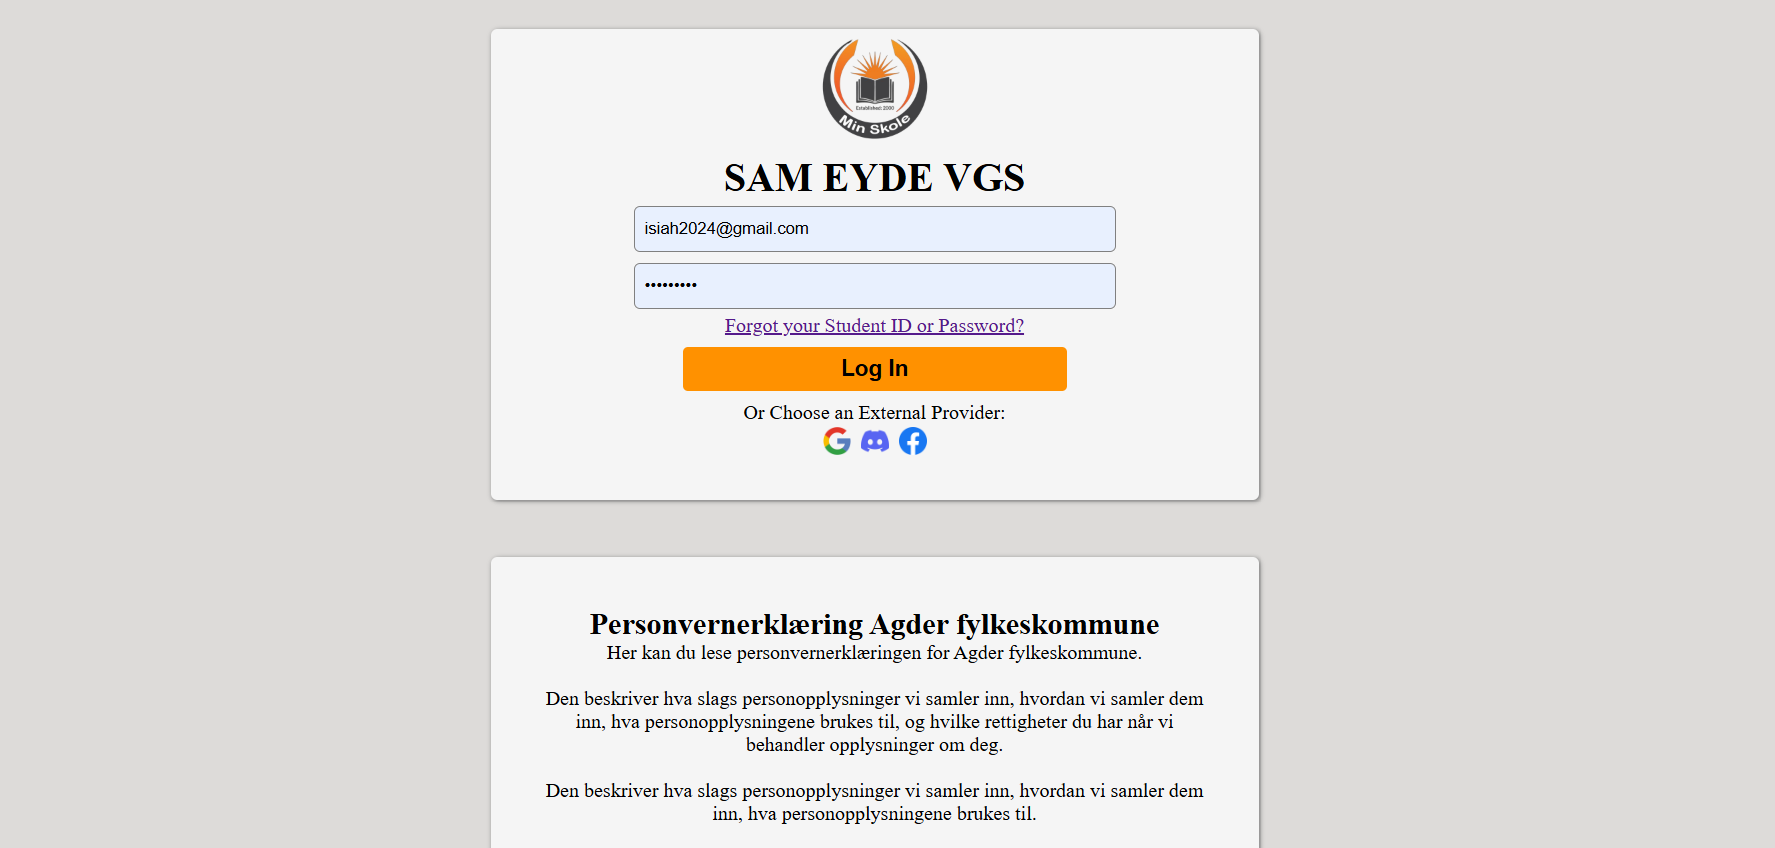 Established: 2000
Min Skole
SAM EYDE VGS
isiah2024@gmail.com
•••••••••
Forgot your Student ID or Password?
Log In
Or Choose an External Provider:
Personvernerklæring Agder fylkeskommune
Her kan du lese personvernerklæringen for Agder fylkeskommune.
Den beskriver hva slags personopplysninger vi samler inn, hvordan vi samler dem
inn, hva personopplysningene brukes til, og hvilke rettigheter du har når vi
behandler opplysninger om deg.
Den beskriver hva slags personopplysninger vi samler inn, hvordan vi samler dem
inn, hva personopplysningene brukes til.